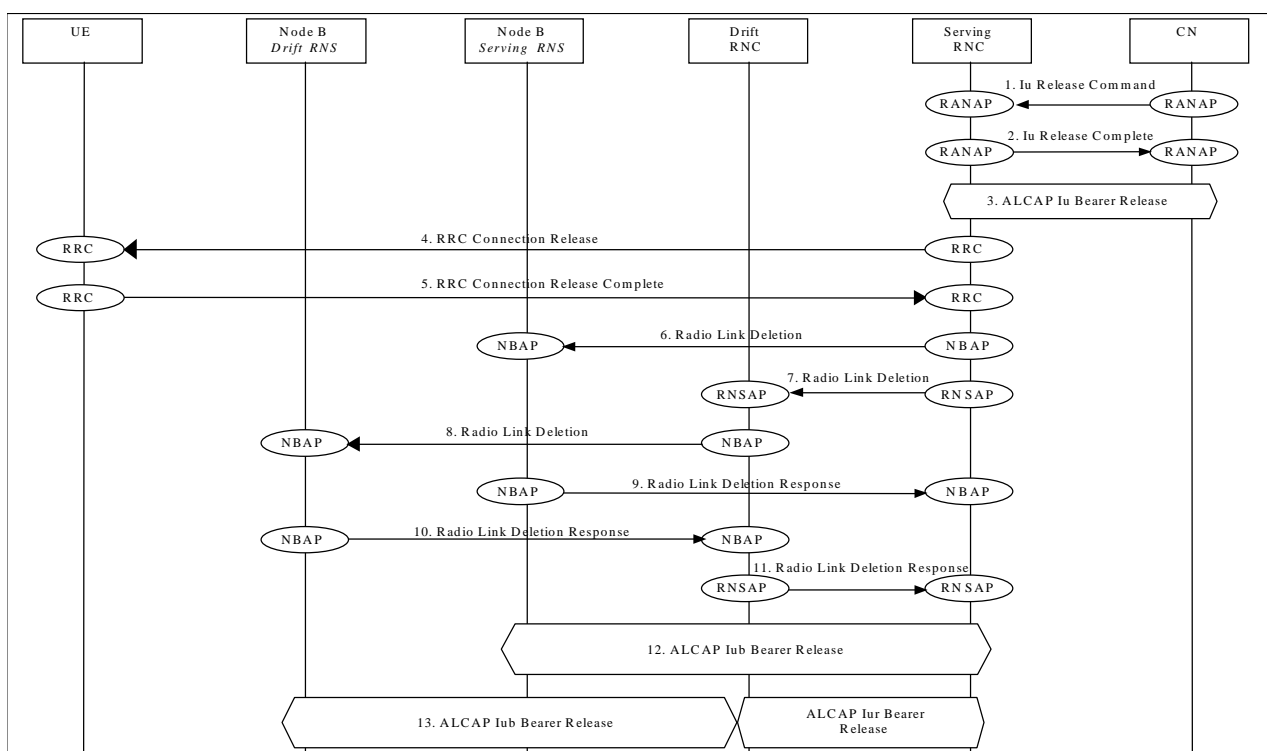 UE
Node B
Drift RNS
Node B
Serving RNS
Drift
RNC
Serving
RNC
CN
1. Iu Release Command
RANAP
RANAP
2. Iu Release Complete
RANAP
RANAP
3. ALCAP Iu Bearer Release
4. RRC Connection Release
RRC
RRC
5. RRC Connection Release Complete
RRC
RRC
6. Radio Link Deletion
NBAP
NBAP
7. Radio Link Deletion
RNSAP
RNSAP
8. Radio Link Deletion
NBAP
NBAP
9. Radio Link Deletion Response
NBAP
NBAP
10. Radio Link Deletion Response
NBAP
NBAP
11. Radio Link Deletion Response
RNSAP
RNSAP
12. ALCAP Iub Bearer Release
13. ALCAP Iub Bearer Release
ALCAP Iur Bearer
Release